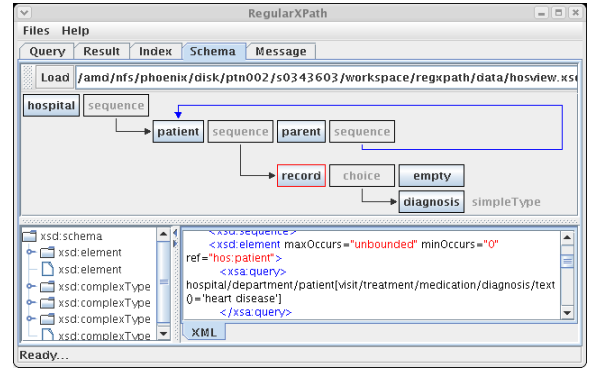 RegularXPath
Files Help
Query Result Index Schema Message
Load /amd/nfs/phoenix/disk/ptn002/s0343603/workspace/regxpath/data/hosview.xsd
hospital sequence
patient sequence parent sequence
record choice empty
diagnosis simpleType
xsd:schema
xsd:element
xsd:element
xsd:complexType
xsd:complexType
xsd:complexType
<xsd:sequence>
<xsd:element maxOccurs="unbounded" minOccurs="0"
ref="hos:patient">
<xsa:query>
hospital/department/patient[visit/treatment/medication/diagnosis/text
()='heart disease']
</xsa:query>
XML
Ready...